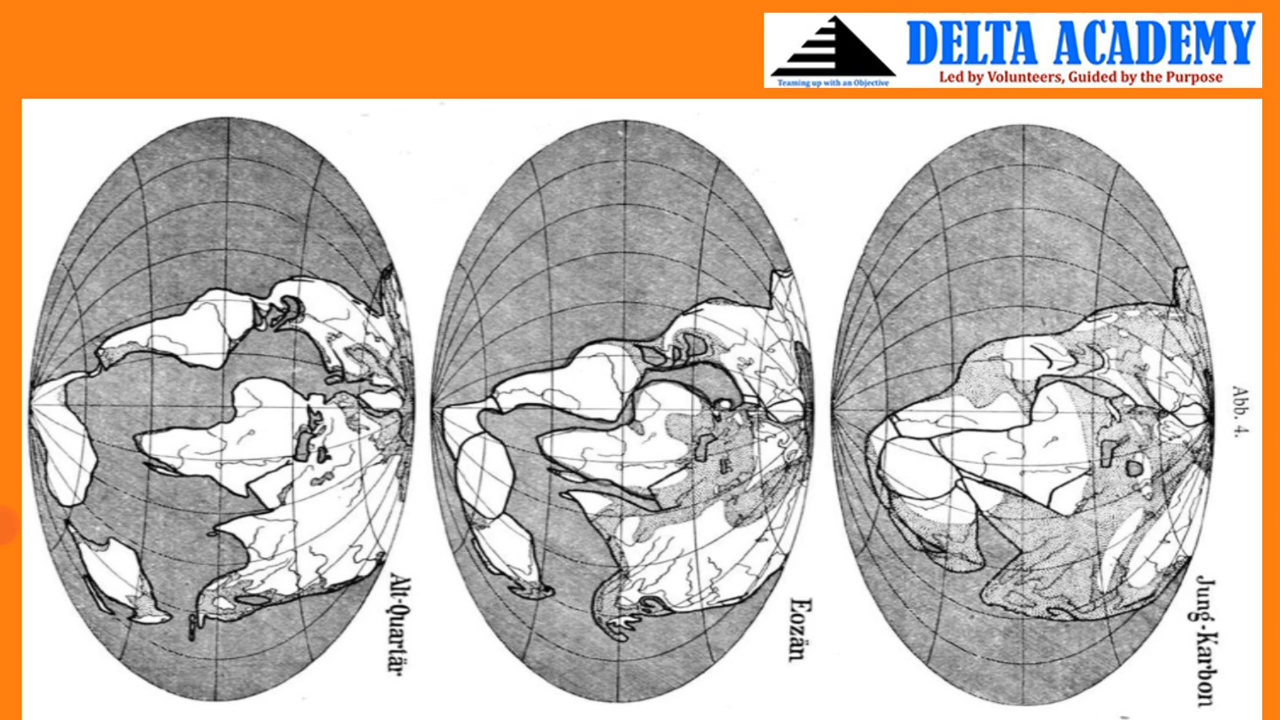 DELTA ACADEMY
Led by Volunteers, Guided by the Purpose
Teaming up with an Objective
Abb. 4.
Jung-Karbon
Eozän
Alt-Quartär